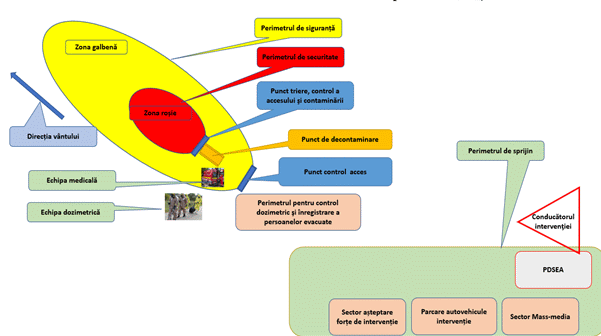 Perimetrul de siguranță
Zona galbenă
Perimetrul de sacuritate
Punct triere, control a
accesului și contaminării
Zona roșie
Direcția vântului
Punct de decontaminare
Perimetrul de sprijin
Echipa medicală
Punct control acces
Echipa dozimetrică
Perimetrul pentru control
dozimetric și înregistrare a
persoanelor evacuate
Conducătorul
intervenției
PDSEA
Sector așteptare
forțe de intervenție
Parcare autovehicule
intervenție
Sector Mass-media